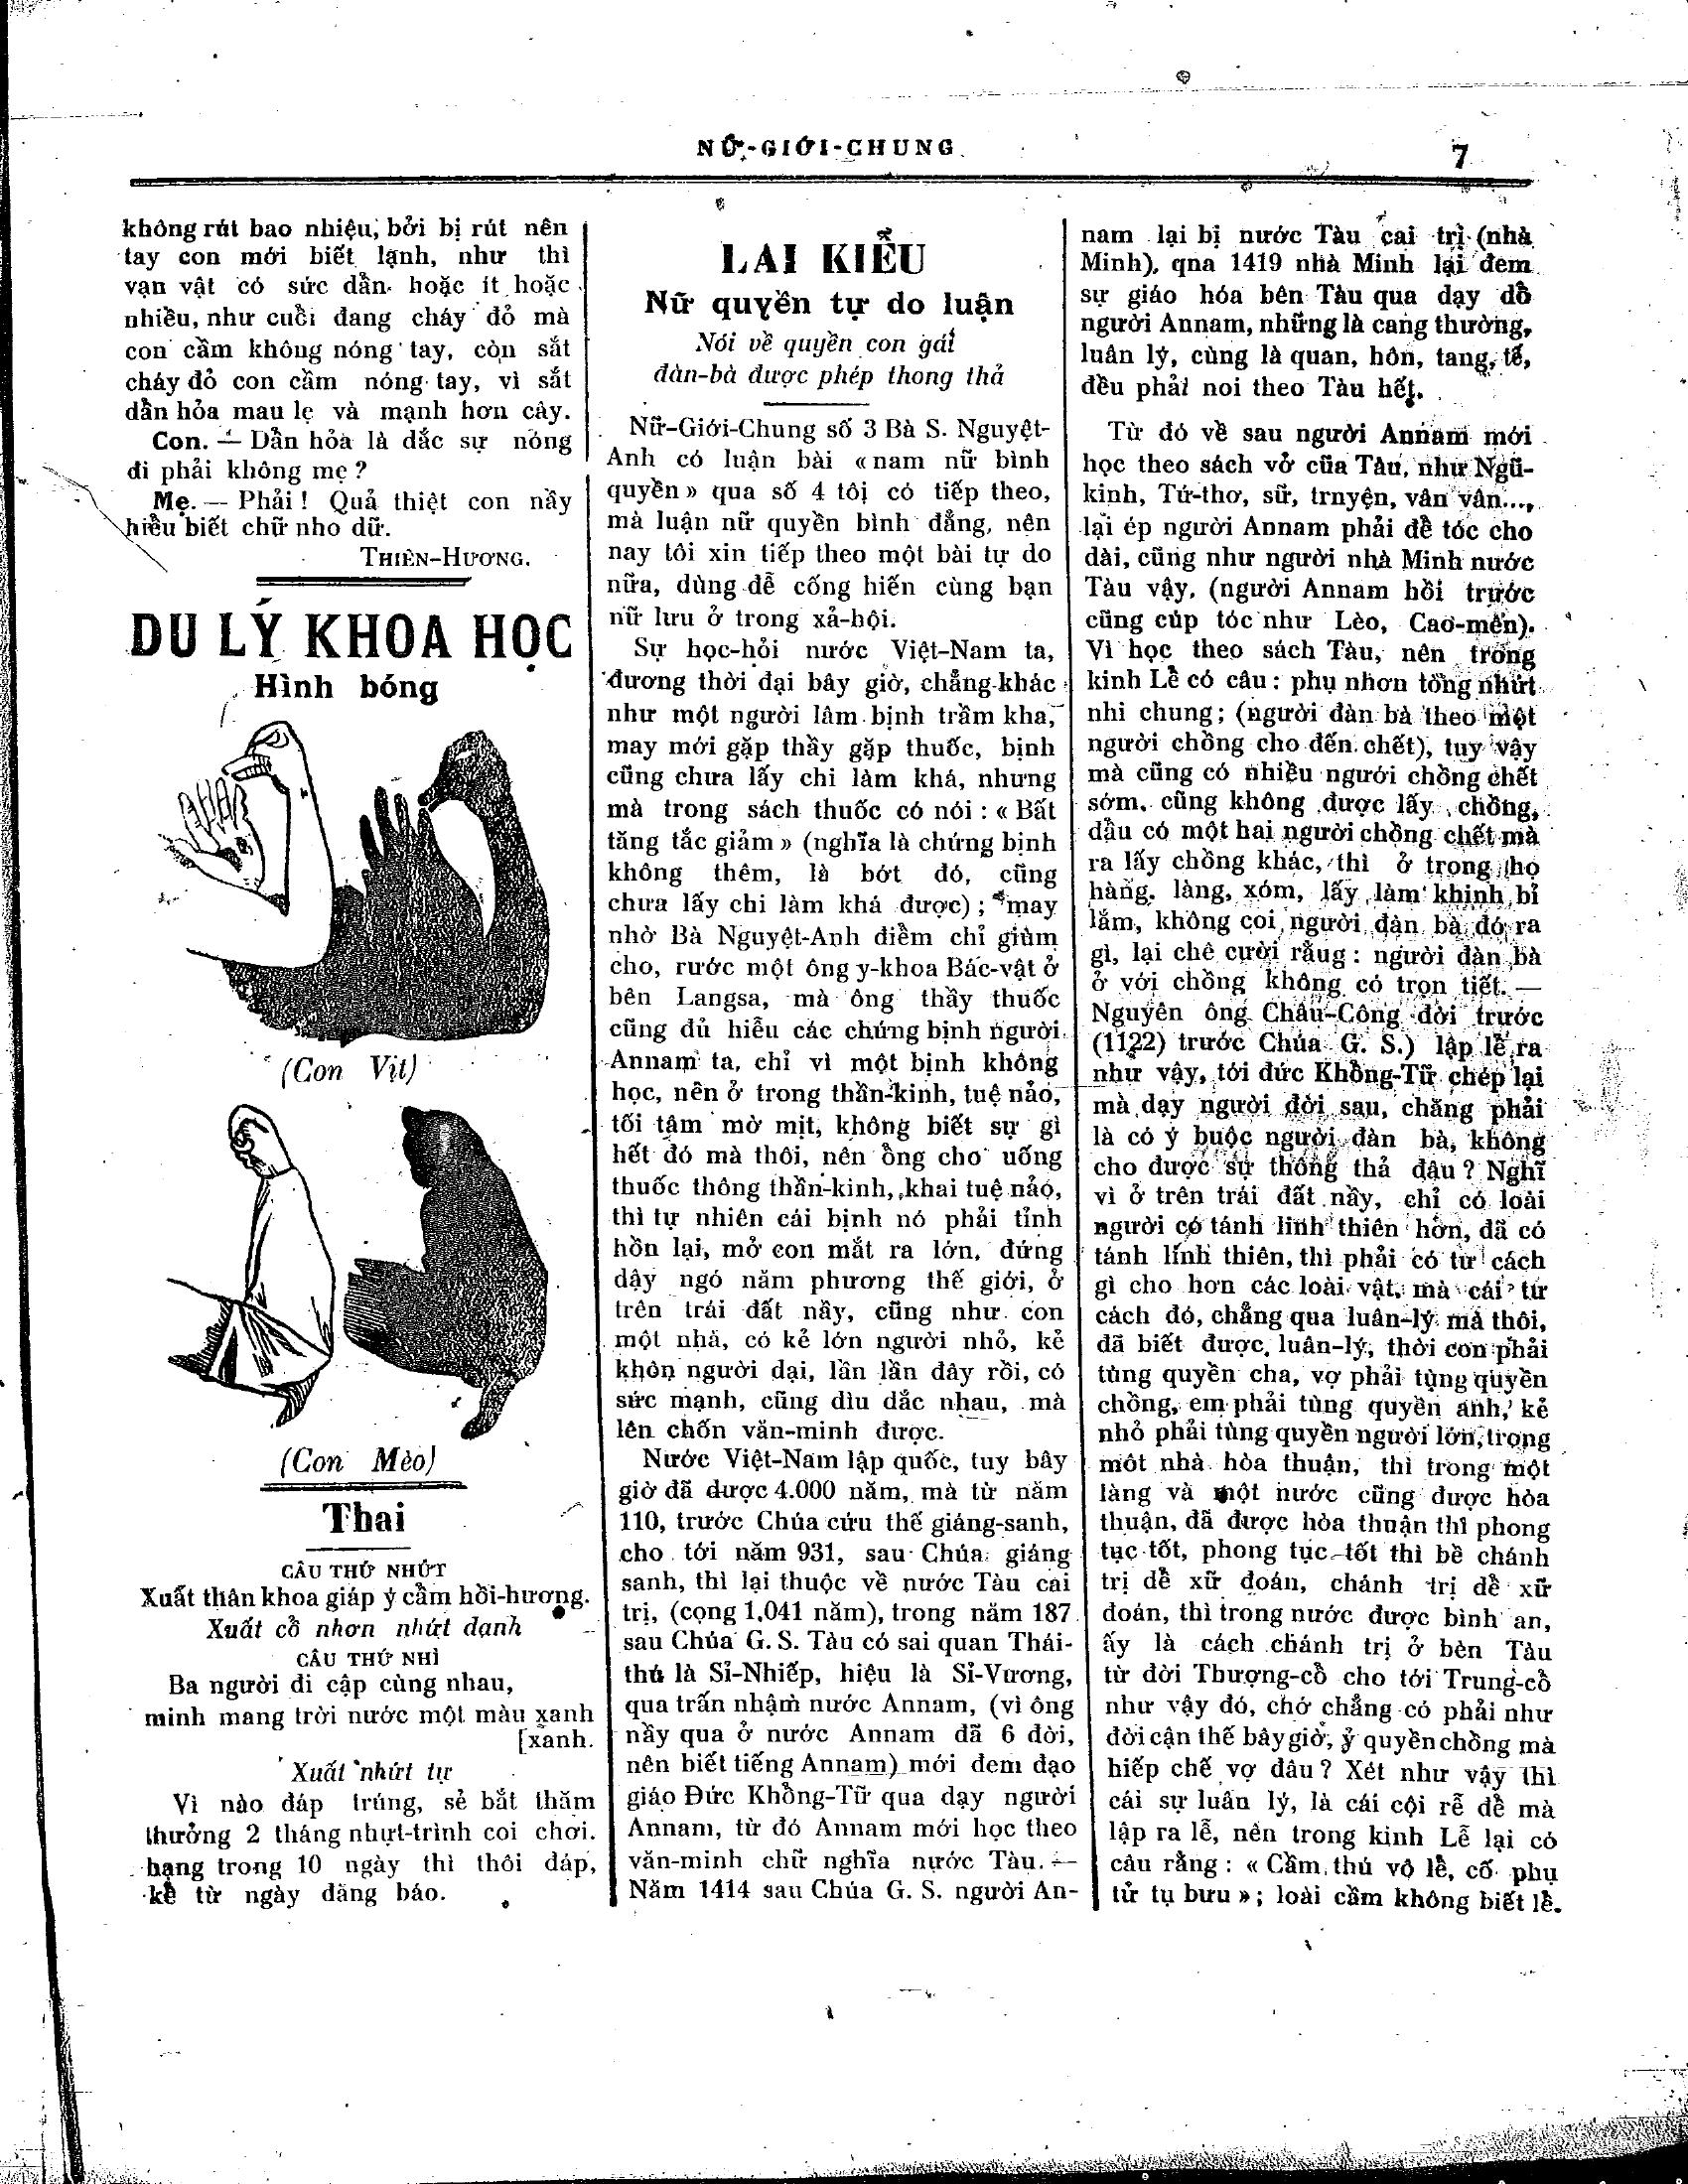 NỮ-GIỚI-CHUNG
7
không rút bao nhiệu, bởi bị rút nên
tay con mới biết lạnh, như thì
vạn vật có sức dẫn hoặc ít hoặc
nhiều, như cuồi đang cháy đỏ mà
con cầm không nóng tay, còn sắt
cháy đỏ con cầm nóng tay, vì sắt
dẫn hỏa mau lẹ và mạnh hơn cây.
Con. — Dẫn hỏa là dắc sự nóng
đi phải không mẹ ?
Mẹ. — Phải ! Quả thiệt con nầy
hiểu biết chữ nho dữ.
THIÊN-HƯƠNG.
DU LÝ KHOA HỌC
Hình bóng
(Con Vịt)
(Con Mèo)
Thai
CÂU THỨ NHỨT
Xuất thân khoa giáp ý cầm hồi-hương.
Xuất cổ nhơn nhứt danh
CÂU THỨ NHÌ
Ba người đi cập cùng nhau,
minh mang trời nước một màu xanh
[xanh.
Xuất nhứt tự
Vì nào đáp trúng, sẻ bắt thăm
thưởng 2 tháng nhựt-trình coi chơi.
hạng trong 10 ngày thì thôi đáp,
kể từ ngày đăng báo.
LAI KIỂU
Nữ quyền tự do luận
Nói về quyền con gái
đàn-bà được phép thong thả
Nữ-Giới-Chung số 3 Bà S. Nguyệt-
Anh có luận bài « nam nữ bình
quyền » qua số 4 tôi có tiếp theo,
mà luận nữ quyền bình đẳng, nên
nay tôi xin tiếp theo một bài tự do
nữa, dùng dể cống hiến cùng bạn
nữ lưu ở trong xả-hội.
Sự học-hỏi nước Việt-Nam ta,
đương thời đại bây giờ, chẳng khác
như một người lâm bịnh trầm kha,
may mới gặp thầy gặp thuốc, bịnh
cũng chưa lấy chi làm khá, nhưng
mà trong sách thuốc có nói : « Bất
tăng tắc giảm » (nghĩa là chứng bịnh
không thêm, là bớt đó, cũng
chưa lấy chi làm khá được) ; may
nhờ Bà Nguyệt-Anh điềm chỉ giùm
cho, rước một ông y-khoa Bác-vật ở
bên Langsa, mà ông thầy thuốc
cũng đủ hiễu các chứng bịnh người
Annam ta, chỉ vì một bịnh không
học, nên ở trong thần-kinh, tuệ nảo,
tối tâm mờ mịt, không biết sự gì
hết đó mà thôi, nên ổng cho uống
thuốc thông thần-kinh, khai tuệ nảo,
thì tự nhiên cái bịnh nó phải tỉnh
hồn lại, mở con mắt ra lớn, đứng
dậy ngó năm phương thế giới, ở
trên trái đất nầy, cũng như con
một nhà, có kẻ lớn người nhỏ, kẻ
khôn người dại, lần lần đây rồi, có
sức mạnh, cũng dìu dắc nhau, mà
lên chốn văn-minh được.
Nước Việt-Nam lập quốc, tuy bây
giờ đã được 4.000 năm, mà từ năm
110, trước Chúa cứu thế giáng-sanh,
cho tới năm 931, sau Chúa giáng
sanh, thì lại thuộc về nước Tàu cai
trị, (cọng 1.041 năm), trong năm 187
sau Chúa G. S. Tàu có sai quan Thái-
thú là Sỉ-Nhiếp, hiệu là Sỉ-Vương,
qua trấn nhậm nước Annam, (vì ông
nầy qua ở nước Annam đã 6 đời,
nên biết tiếng Annam) mới đem đạo
giáo Đức Khổng-Tữ qua dạy người
Annam, từ đó Annam mới học theo
văn-minh chữ nghĩa nước Tàu. —
Năm 1414 sau Chúa G. S. người An-
nam lại bị nước Tàu cai trị (nhà
Minh), qna 1419 nhà Minh lại đem
sự giáo hóa bên Tàu qua dạy dỗ
người Annam, những là cang thường,
luân lý, cùng là quan, hôn, tang, tế,
đều phải noi theo Tàu hết.
Từ đó về sau người Annam mới
học theo sách vở cũa Tàu, như Ngũ-
kinh, Tứ-thơ, sữ, trnyện, vân vân...,
lại ép người Annam phải để tóc cho
dài, cũng như người nhà Minh nước
Tàu vậy, (người Annam hồi trước
cũng cúp tóc như Lèo, Cao-mên).
Vì học theo sách Tàu, nên trong
kinh Lễ có câu : phụ nhơn tồng nhứt
nhi chung ; (người đàn bà theo một
người chồng cho đến chết), tuy vậy
mà cũng có nhiều người chồng chết
sớm, cũng không được lấy chồng,
dầu có một hai người chồng chết mà
ra lấy chồng khác, thì ở trong họ
hàng, làng, xóm, lấy làm khinh bỉ
lắm, không coi người đàn bà đó ra
gì, lại chê cười rằug : người đàn bà
ở với chồng không có trọn tiết. —
Nguyên ông Châu-Công đời trước
(1122) trước Chúa G. S.) lập lễ ra
như vậy, tới đức Khổng-Tữ chép lại
mà dạy người đời sau, chẳng phải
là có ý buộc người đàn bà, không
cho được sự thong thả đâu ? Nghĩ
vì ở trên trái đất nầy, chỉ có loài
người có tánh linh thiên hơn, đã có
tánh linh thiên, thì phải có tư cách
gì cho hơn các loài vật, mà cái tư
cách đó, chẳng qua luân-lý mà thôi,
đã biết được luân-lý, thời con phải
tùng quyền cha, vợ phải tùng quyền
chồng, em phải tùng quyền anh, kẻ
nhỏ phải tùng quyền người lớn, trong
một nhà hòa thuận, thì trong một
làng và một nước cũng được hòa
thuận, đã được hòa thuận thì phong
tục tốt, phong tục tốt thì bề chánh
trị dễ xữ đoán, chánh trị dễ xữ
đoán, thì trong nước được bình an,
ấy là cách chánh trị ở bên Tàu
từ đời Thượng-cổ cho tới Trung-cổ
như vậy đó, chớ chẳng có phải như
đời cận thế bây giờ, ỷ quyền chồng mà
hiếp chế vợ đâu ? Xét như vậy thì
cái sự luân lý, là cái cội rễ để mà
lập ra lễ, nên trong kinh Lễ lại có
câu rằng : « Cầm thú vô lễ, cố phụ
tử tụ bưu » ; loài cầm không biết lễ.